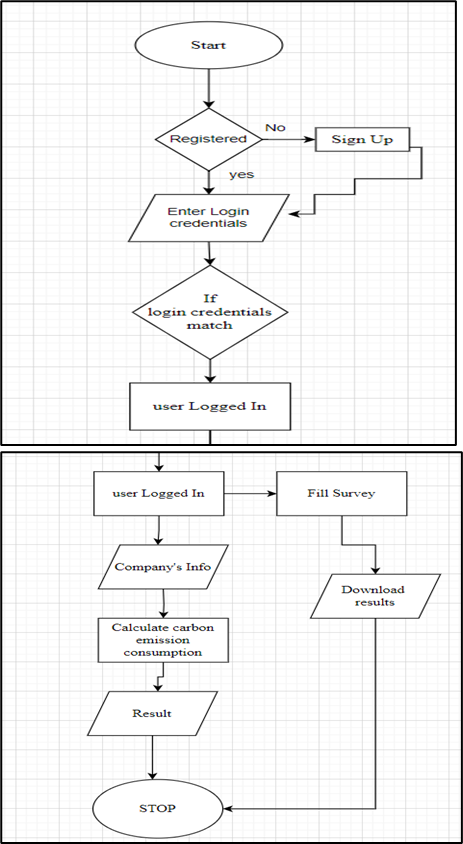 Start
Registered
No
Sign Up
yes
Enter Login
credentials
If
login credentials
match
user Logged In
user Logged In
Fill Survey
Company's Info
Download
results
Calculate carbon
emission
consumption
Result
STOP